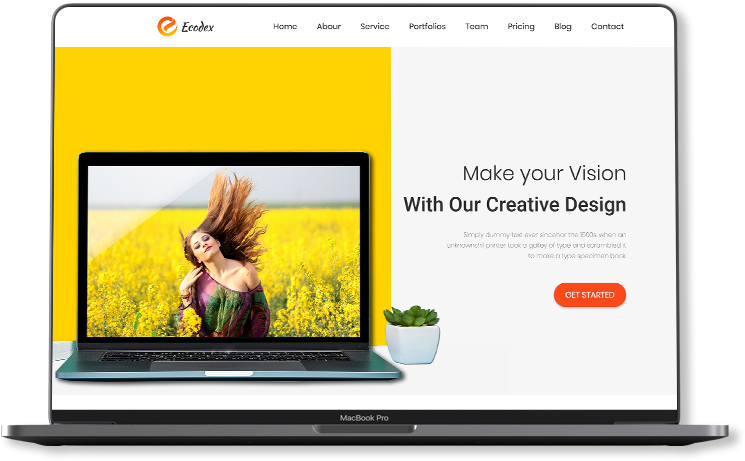 Ecodex
Home Abour Service Portfolios Team Pricing Blog Contact
Make your Vision
With Our Creative Design
Simply dummy text ever sincehar the 1500s, when an
unknownshil printer took a galley of type and scrambled it
to make a type specimen book.
GET STARTED
MacBook Pro